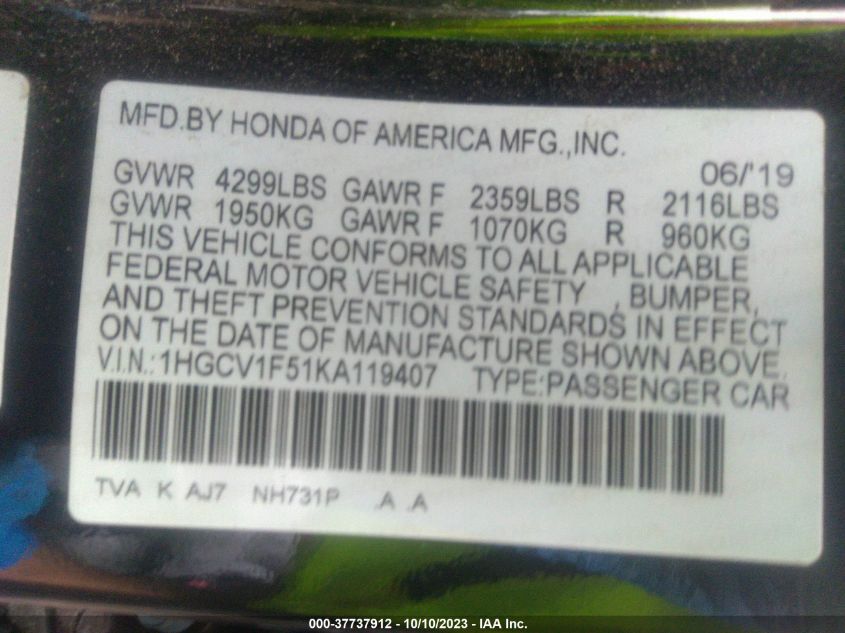 MFD.BY HONDA OF AMERICA MFG.,INC.
06/'19
GVWR 4299LBS GAWR F 2359LBS R 2116LBS
GVWR 1950KG GAWR F 1070KG R 960KG
THIS VEHICLE CONFORMS TO ALL APPLICABLE
FEDERAL MOTOR VEHICLE SAFETY , BUMPER,
AND THEFT PREVENTION STANDARDS IN EFFECT
ON THE DATE OF MANUFACTURE SHOWN ABOVE.
V.I.N.:1HGCV1F51KA119407 TYPE:PASSENGER CAR
TVA K AJ7 NH731P .A .A
000-37737912 - 10/10/2023 - IAA Inc.